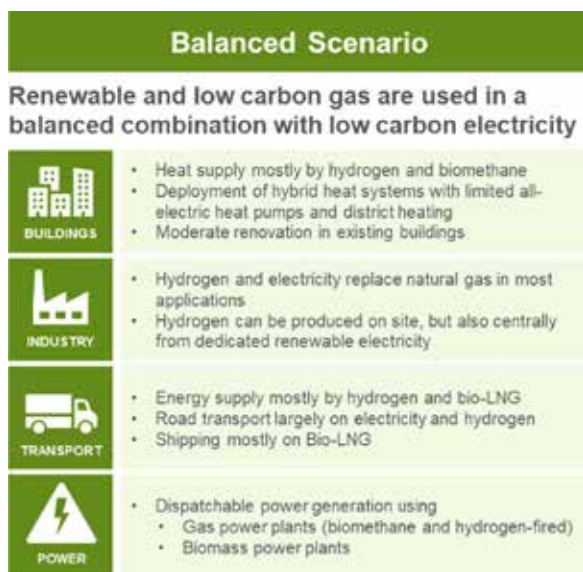 Balanced Scenario
Renewable and low carbon gas are used in a
balanced combination with low carbon electricity
BUILDINGS
• Heat supply mostly by hydrogen and biomethane
• Deployment of hybrid heat systems with limited all-
electric heat pumps and district heating
• Moderate renovation in existing buildings
INDUSTRY
• Hydrogen and electricity replace natural gas in most
applications
• Hydrogen can be produced on site, but also centrally
from dedicated renewable electricity
TRANSPORT
• Energy supply mostly by hydrogen and bio-LNG
• Road transport largely on electricity and hydrogen
• Shipping mostly on Bio-LNG
POWER
• Dispatchable power generation using
• Gas power plants (biomethane and hydrogen-fired)
• Biomass power plants